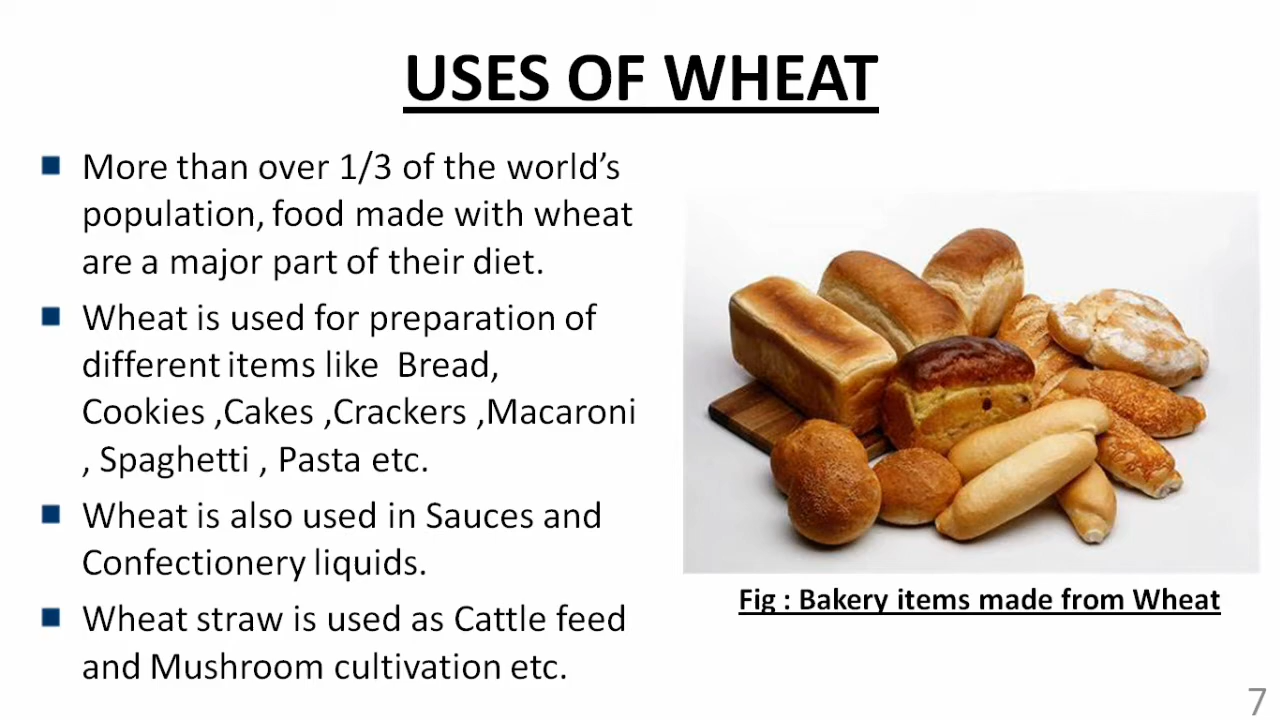 USES OF WHEAT
More than over 1/3 of the world’s
population, food made with wheat
are a major part of their diet.
Wheat is used for preparation of
different items like  Bread,
Cookies ,Cakes ,Crackers ,Macaroni
, Spaghetti , Pasta etc.
Wheat is also used in Sauces and
Confectionery liquids.
Wheat straw is used as Cattle feed
and Mushroom cultivation etc.
Fig : Bakery items made from Wheat
7